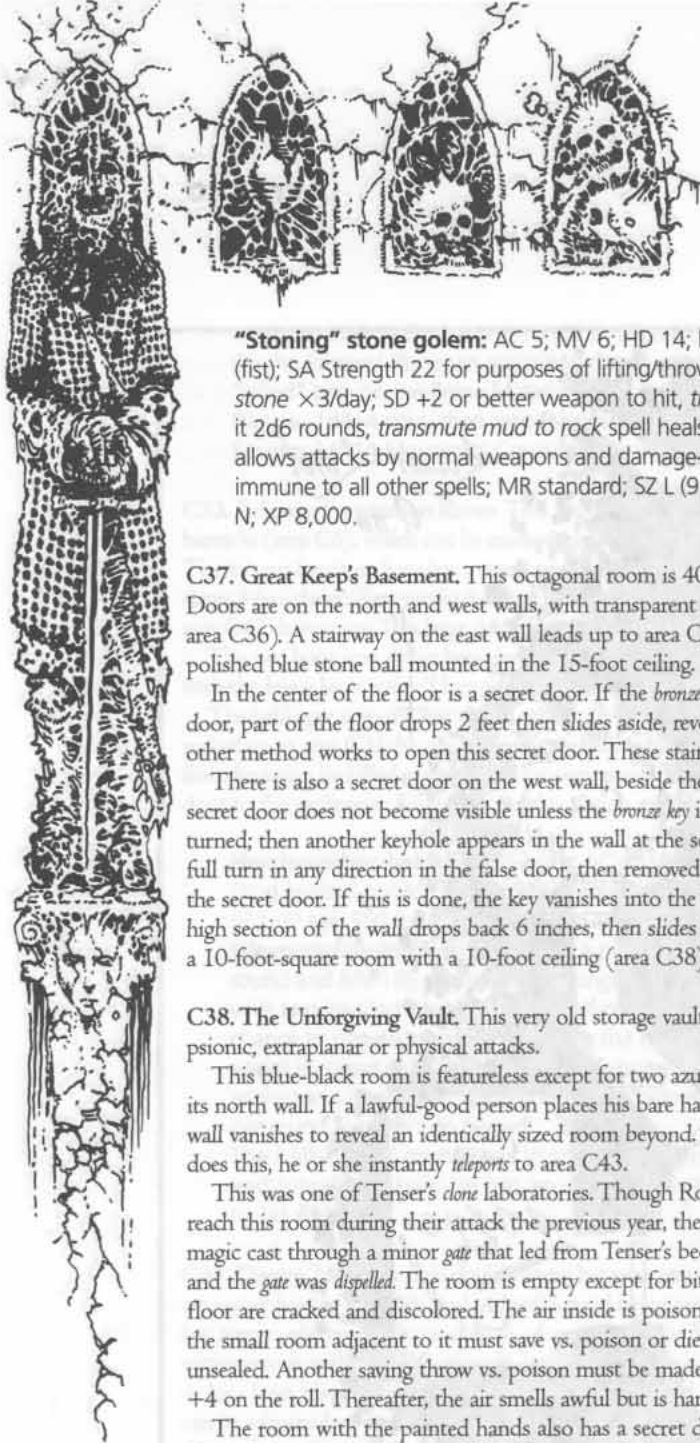 "Stoning" stone golem: AC 5; MV 6; HD 14;
(fist); SA Strength 22 for purposes of lifting/throw
stone ×3/day; SD +2 or better weapon to hit,
it 2d6 rounds, transmute mud to rock spell heals
allows attacks by normal weapons and damage-
immune to all other spells; MR standard; SZ L (9
N; XP 8,000.
C37. Great Keep's Basement. This octagonal room is 40
Doors are on the north and west walls, with transparent
area C36). A stairway on the east wall leads up to area C
polished blue stone ball mounted in the 15-foot ceiling.
In the center of the floor is a secret door. If the bronze
door, part of the floor drops 2 feet then slides aside, reve
other method works to open this secret door. These stair
There is also a secret door on the west wall, beside the
secret door does not become visible unless the bronze key i
turned; then another keyhole appears in the wall at the se
full turn in any direction in the false door, then removed
the secret door. If this is done, the key vanishes into the
high section of the wall drops back 6 inches, then slides
a 10-foot-square room with a 10-foot ceiling (area C38)
C38. The Unforgiving Vault. This very old storage vault
psionic, extraplanar or physical attacks.
This blue-black room is featureless except for two azu
its north wall. If a lawful-good person places his bare ha
wall vanishes to reveal an identically sized room beyond.
does this, he or she instantly teleports to area C43.
This was one of Tenser's clone laboratories. Though Ro
reach this room during their attack the previous year, the
magic cast through a minor gate that led from Tenser's be
and the gate was dispelled. The room is empty except for bi
floor are cracked and discolored. The air inside is poison
the small room adjacent to it must save vs. poison or die
unsealed. Another saving throw vs. poison must be made
+4 on the roll. Thereafter, the air smells awful but is har
The room with the painted hands also has a secret d